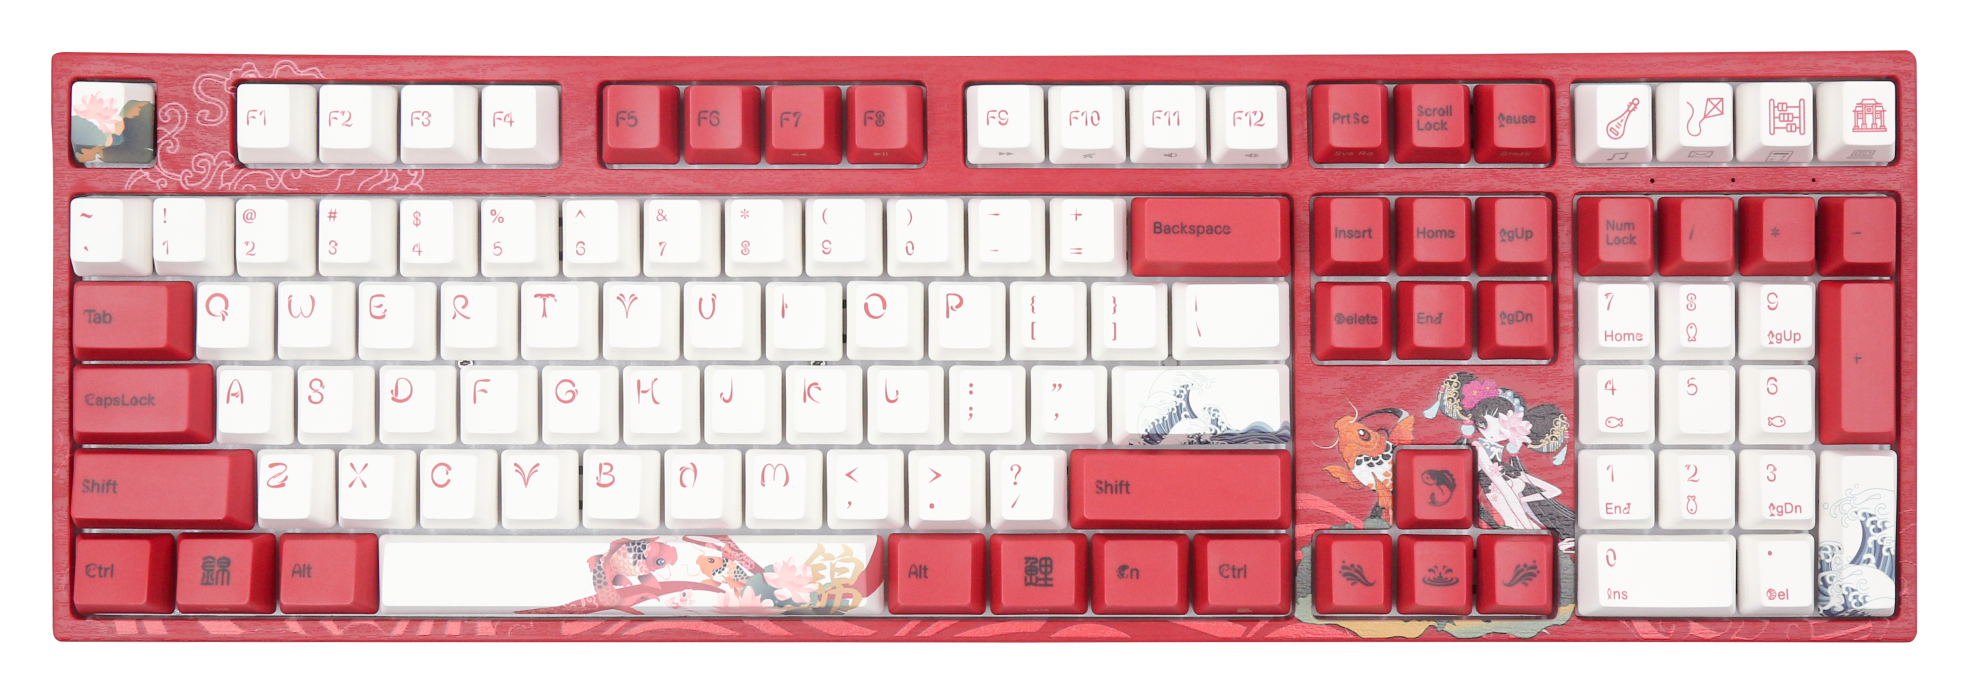 F1 F2 F3 F4 F5 F6 F7 F8 F9 F10 F11 F12 PrtSc Scroll Lock Pause
Sys Rq Break
~ ! @ # $ % ^ & * ( ) — + Backspace Insert Home PgUp Num Lock / * −
` 1 2 3 4 5 6 7 8 9 0 - =
Tab Q W E R T Y U I O P { } | Delete End PgDn 7 8 9 +
[ ] \ Home PgUp
CapsLock A S D F G H J K L : " 4 5 6
; '
Shift Z X C V B N M < > ? Shift 1 2 3
, . / End PgDn
Ctrl 錦 Alt 錦 Alt 鯉 Fn Ctrl 0 .
Ins Del